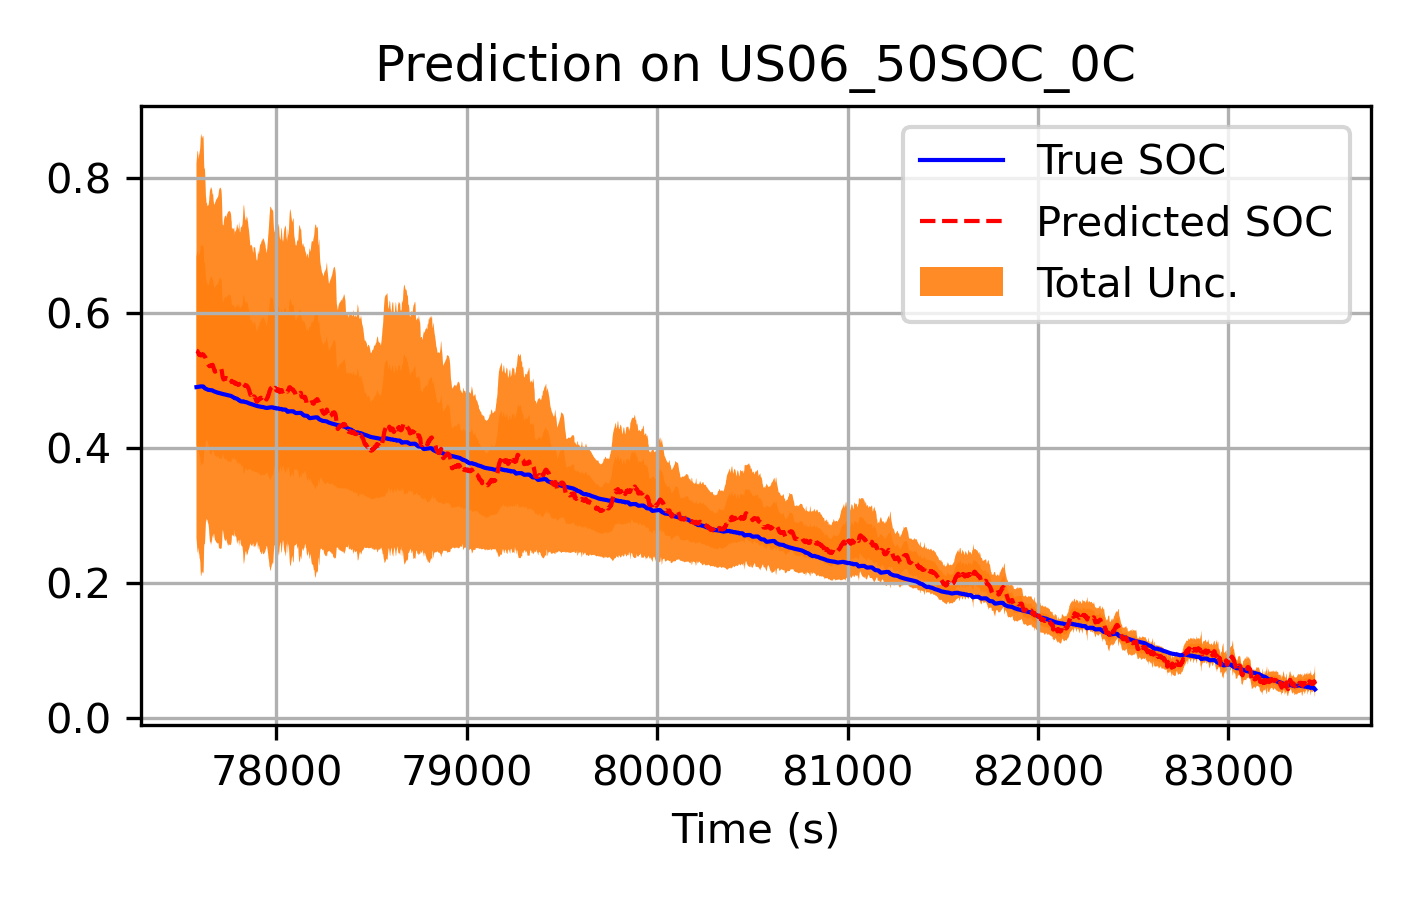 Prediction on US06_50SOC_0C
True SOC
Predicted SOC
Total Unc.
0.8
0.6
0.4
0.2
0.0
78000 79000 80000 81000 82000 83000
Time (s)